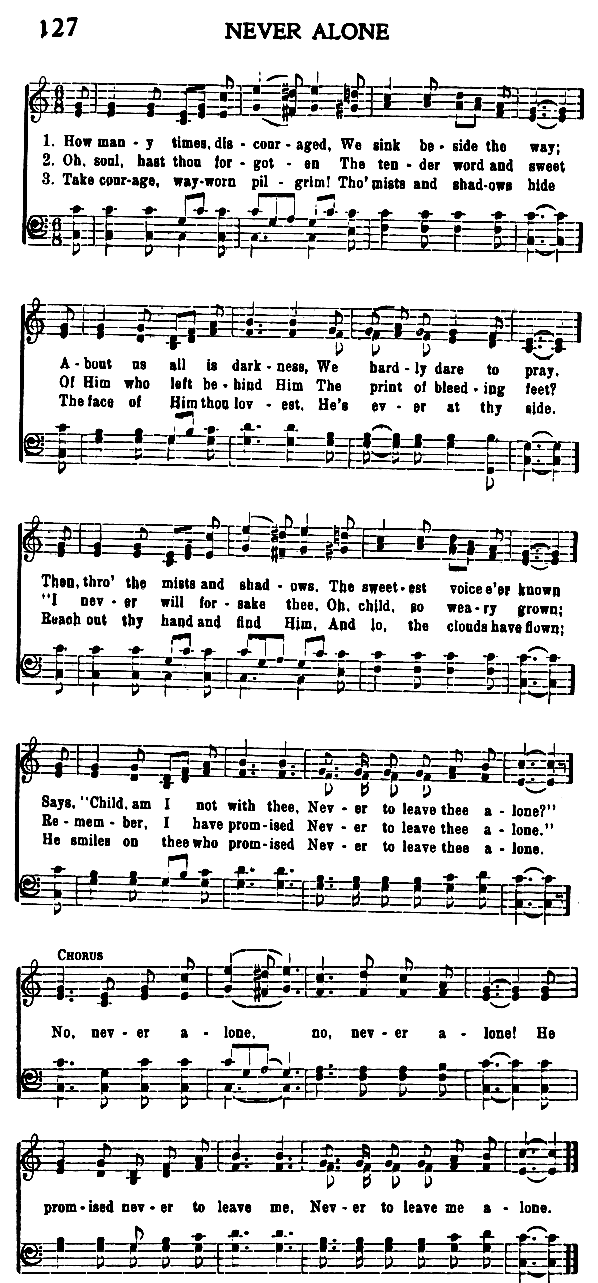 127 NEVER ALONE
1. How man - y times, dis - cour - aged, We sink be - side the way;
2. Oh, soul, hast thou for - got - en The ten - der word and sweet
3. Take cour-age, way-worn pil - grim! Tho' mists and shad-ows hide
A - bout us all is dark - ness, We hard - ly dare to pray.
Of Him who left be - hind Him The print of bleed - ing feet?
The face of Him thou lov - est. He's ev - er at thy side.
Then, thro' the mists and shad - ows, The sweet-est voice e'er known
"I nev - er will for - sake thee, Oh, child, so wea - ry grown;
Reach out thy hand and find Him, And lo, the clouds have flown;
Says, "Child, am I not with thee, Nev - er to leave thee a - lone?"
Re - mem - ber, I have prom-ised Nev - er to leave thee a - lone."
He smiles on thee who prom-ised Nev - er to leave thee a - lone.
CHORUS
No, nev - er a - lone, no, nev - er a - lone! He
prom-ised nev - er to leave me, Nev - er to leave me a - lone.